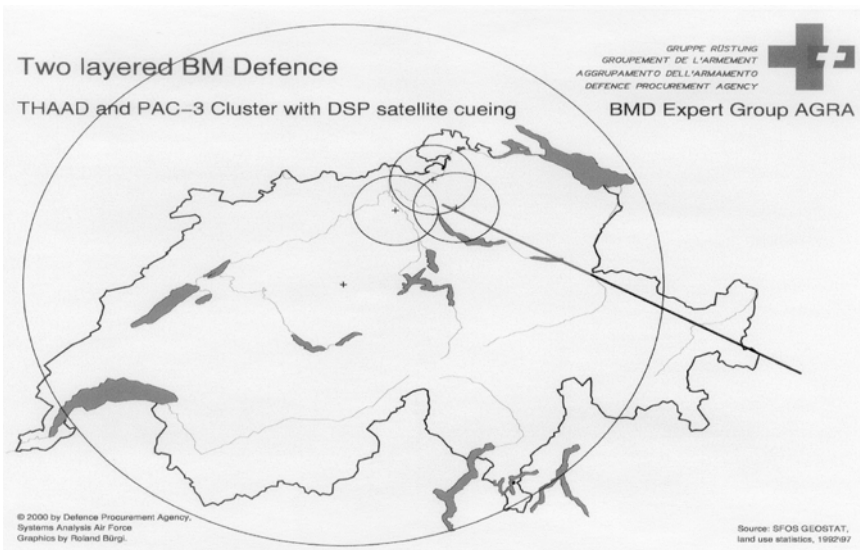 Two layered BM Defence
THAAD and PAC-3 Cluster with DSP satellite cueing
GRUPPE RÜSTUNG
GROUPEMENT DE L'ARMEMENT
AGGRUPAMENTO DELL'ARMAMENTO
DEFENCE PROCUREMENT AGENCY
BMD Expert Group AGRA
© 2000 by Defence Procurement Agency,
Systems Analysis Air Force
Graphics by Roland Bürgi.
Source: SFOS GEOSTAT,
land use statistics, 1992\97